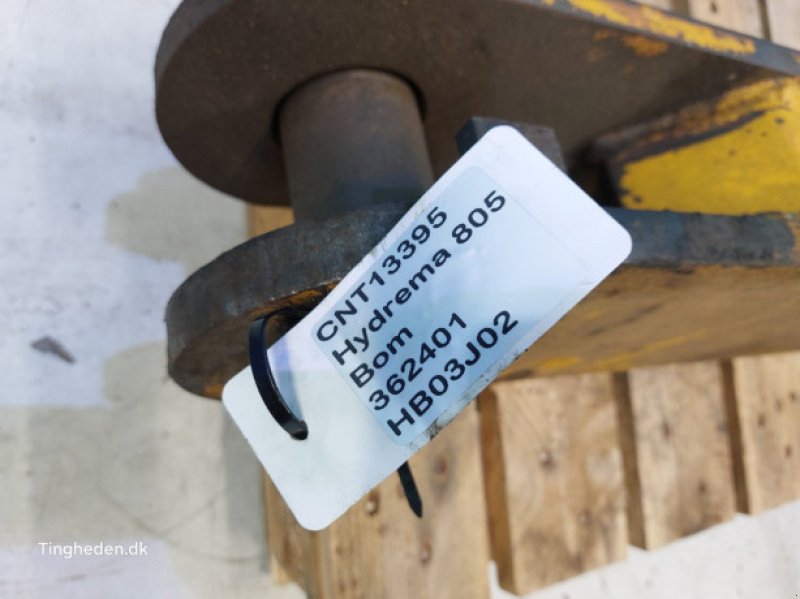 CNT13395
Hydrema 805
Bom
362401
HB03J02
Tingheden.dk